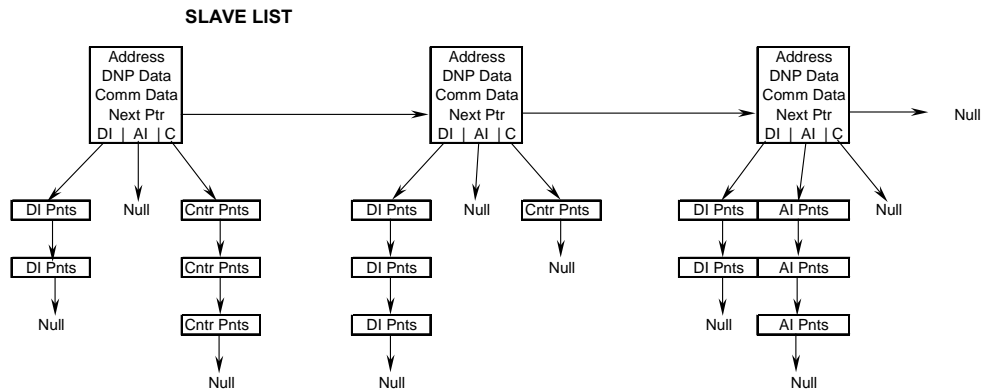 SLAVE LIST
Address
DNP Data
Comm Data
Next Ptr
DI | AI | C
Address
DNP Data
Comm Data
Next Ptr
DI | AI | C
Address
DNP Data
Comm Data
Next Ptr
DI | AI | C
Null
DI Pnts
Null
Cntr Pnts
DI Pnts
Null
Cntr Pnts
DI Pnts
AI Pnts
Null
DI Pnts
Cntr Pnts
DI Pnts
Null
DI Pnts
AI Pnts
Null
Cntr Pnts
DI Pnts
Null
AI Pnts
Null
Null
Null